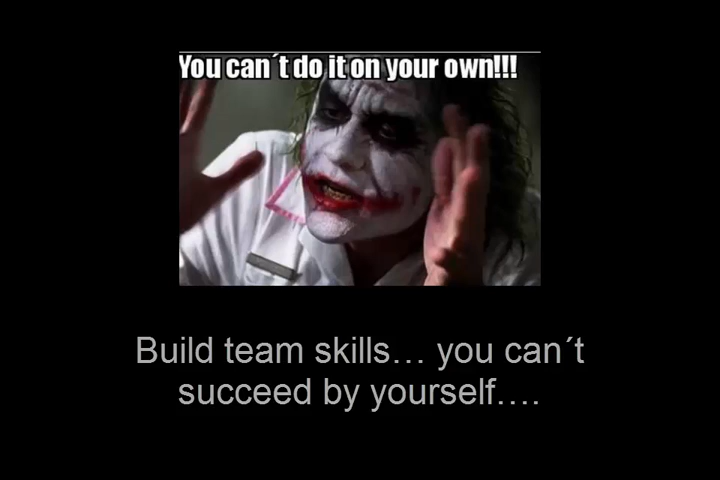 You can´t do it on your own!!!
Build team skills… you can´t
succeed by yourself….